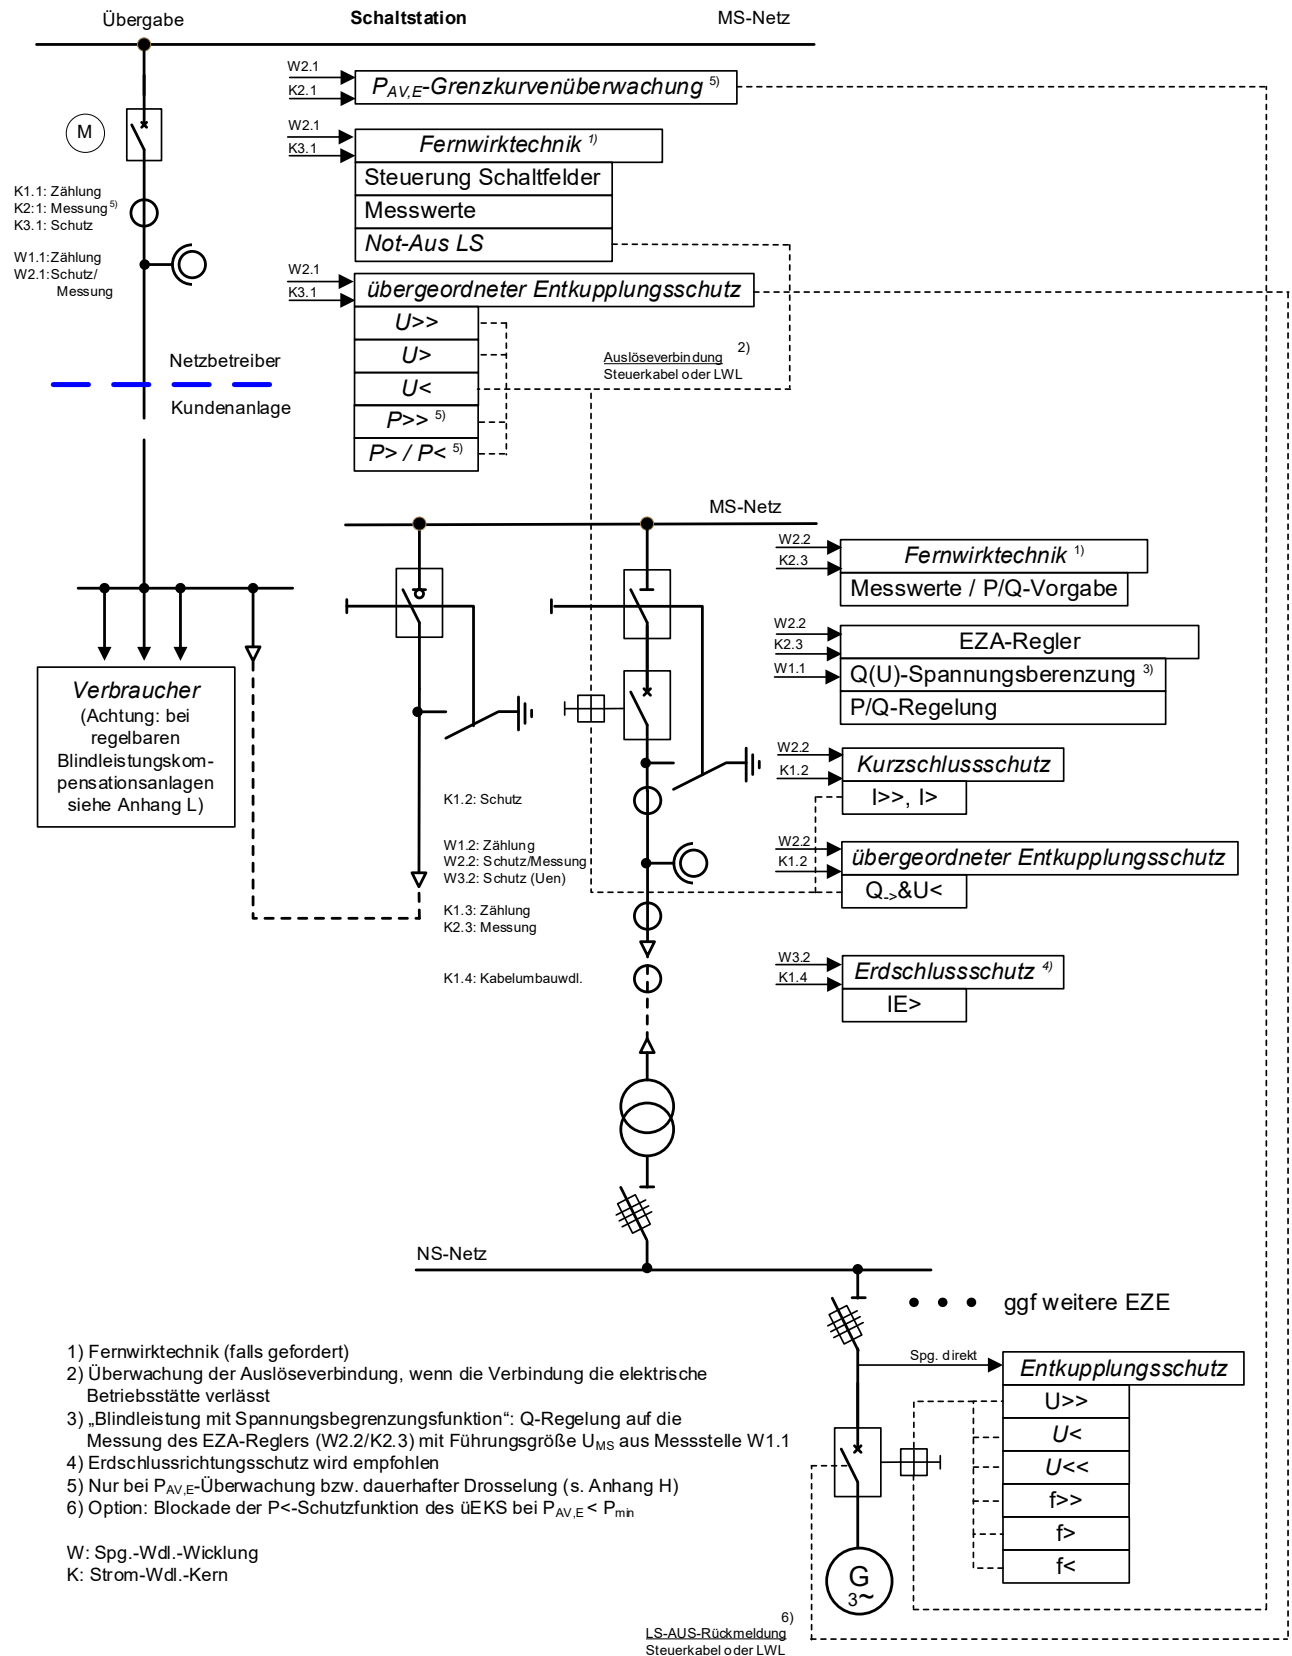 Übergabe
Schaltstation
MS-Netz
W2.1
K2.1
P_AV,E-Grenzkurvenüberwachung 5)
M
W2.1
K3.1
Fernwirktechnik 1)
Steuerung Schaltfelder
Messwerte
Not-Aus LS
K1.1: Zählung
K2:1: Messung 5)
K3.1: Schutz
W1.1: Zählung
W2.1:Schutz/
Messung
W2.1
K3.1
übergeordneter Entkupplungsschutz
U>>
U>
U<
P>> 5)
P> / P< 5)
Auslöseverbindung 2)
Steuerkabel oder LWL
Netzbetreiber
Kundenanlage
MS-Netz
W2.2
K2.3
Fernwirktechnik 1)
Messwerte / P/Q-Vorgabe
W2.2
K2.3
W1.1
EZA-Regler
Q(U)-Spannungsberenzung 3)
P/Q-Regelung
Verbraucher
(Achtung: bei
regelbaren
Blindleistungskom-
pensationsanlagen
siehe Anhang L)
W2.2
K1.2
Kurzschlussschutz
I>>, I>
K1.2: Schutz
W1.2: Zählung
W2.2: Schutz/Messung
W3.2: Schutz (Uen)
W2.2
K1.2
übergeordneter Entkupplungsschutz
Q->&U<
K1.3: Zählung
K2.3: Messung
K1.4: Kabelumbauwdl.
W3.2
K1.4
Erdschlussschutz 4)
IE>
NS-Netz
ggf weitere EZE
Spg. direkt
Entkupplungsschutz
U>>
U<
U<<
f>>
f>
f<
G
3~
LS-AUS-Rückmeldung 6)
Steuerkabel oder LWL
1) Fernwirktechnik (falls gefordert)
2) Überwachung der Auslöseverbindung, wenn die Verbindung die elektrische
Betriebsstätte verlässt
3) „Blindleistung mit Spannungsbegrenzungsfunktion“: Q-Regelung auf die
Messung des EZA-Reglers (W2.2/K2.3) mit Führungsgröße U_MS aus Messstelle W1.1
4) Erdschlussrichtungsschutz wird empfohlen
5) Nur bei P_AV,E-Überwachung bzw. dauerhafter Drosselung (s. Anhang H)
6) Option: Blockade der P<-Schutzfunktion des üEKS bei P_AV,E < P_min
W: Spg.-Wdl.-Wicklung
K: Strom-Wdl.-Kern